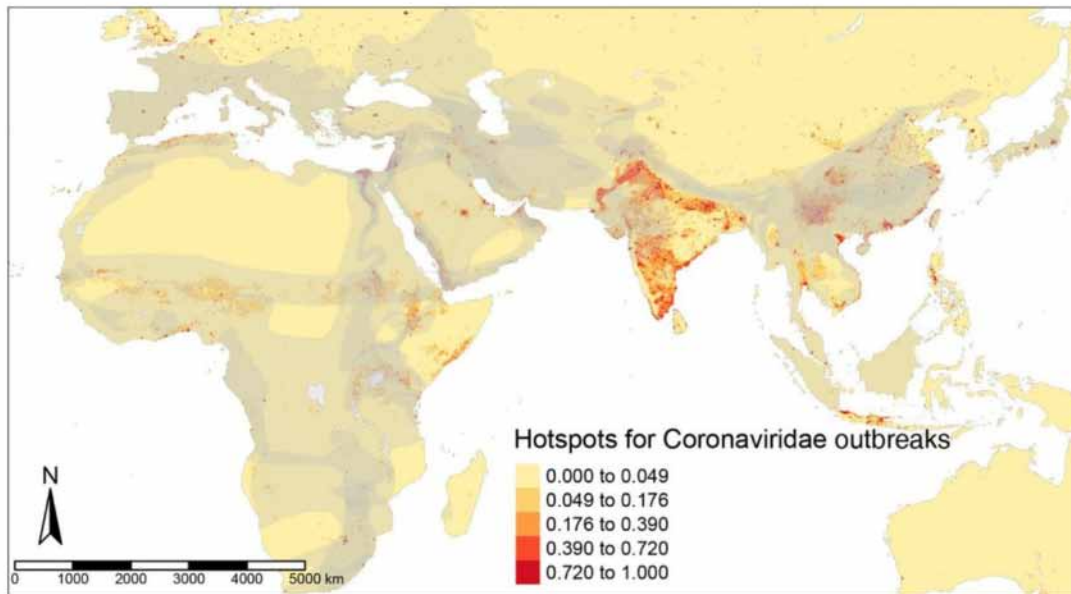 Hotspots for Coronaviridae outbreaks
0.000 to 0.049
0.049 to 0.176
0.176 to 0.390
0.390 to 0.720
0.720 to 1.000
N
0 1000 2000 3000 4000 5000 km